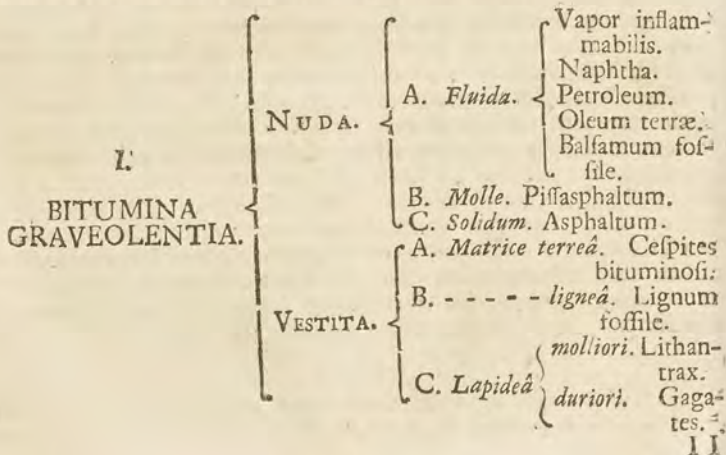 I.
BITUMINA
GRAVEOLENTIA.
NUDA.
A. Fluida.
Vapor inflam-
mabilis.
Naphtha.
Petroleum.
Oleum terræ.
Balſamum foſ-
ſile.
B. Molle. Piſſasphaltum.
C. Solidum. Asphaltum.
VESTITA.
A. Matrice terreâ. Ceſpites
bituminoſi.
B. - - - - - ligneâ. Lignum
foſſile.
C. Lapideâ
molliori. Lithan-
trax.
duriori. Gaga-
tes.
II